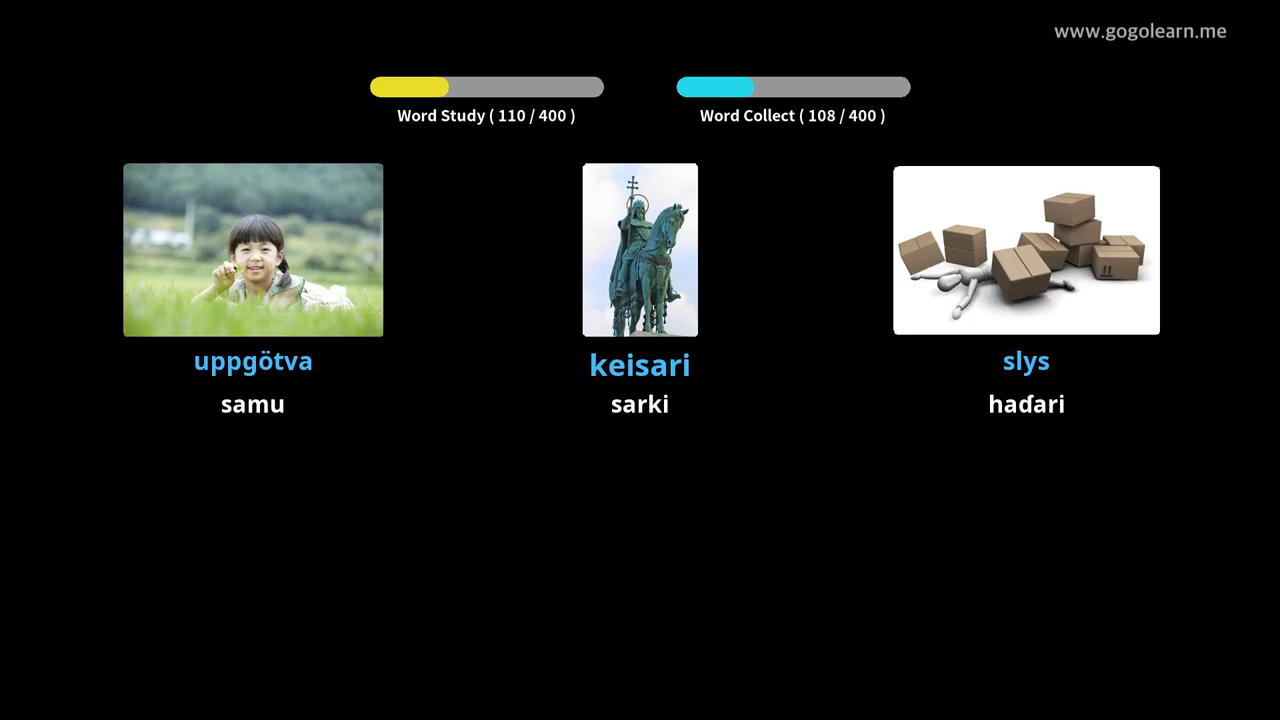 www.gogolearn.me
Word Study ( 110 / 400 )
Word Collect ( 108 / 400 )
uppgötva
samu
keisari
sarki
slys
haɗari